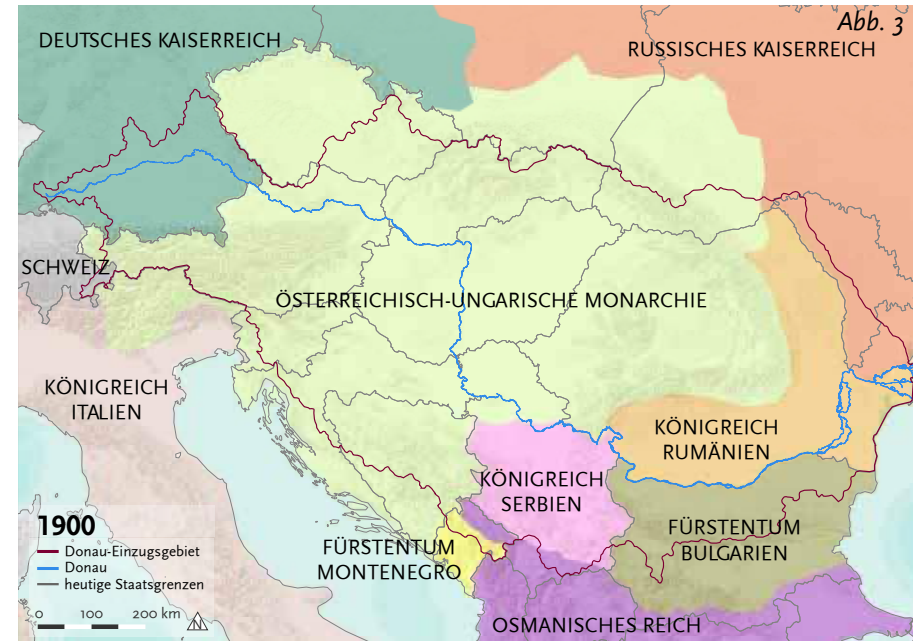 Abb. 3
DEUTSCHES KAISERREICH
RUSSISCHES KAISERREICH
SCHWEIZ
ÖSTERREICHISCH-UNGARISCHE MONARCHIE
KÖNIGREICH
ITALIEN
KÖNIGREICH
RUMÄNIEN
KÖNIGREICH
SERBIEN
FÜRSTENTUM
BULGARIEN
FÜRSTENTUM
MONTENEGRO
OSMANISCHES REICH
1900
Donau-Einzugsgebiet
Donau
heutige Staatsgrenzen
0 100 200 km
N